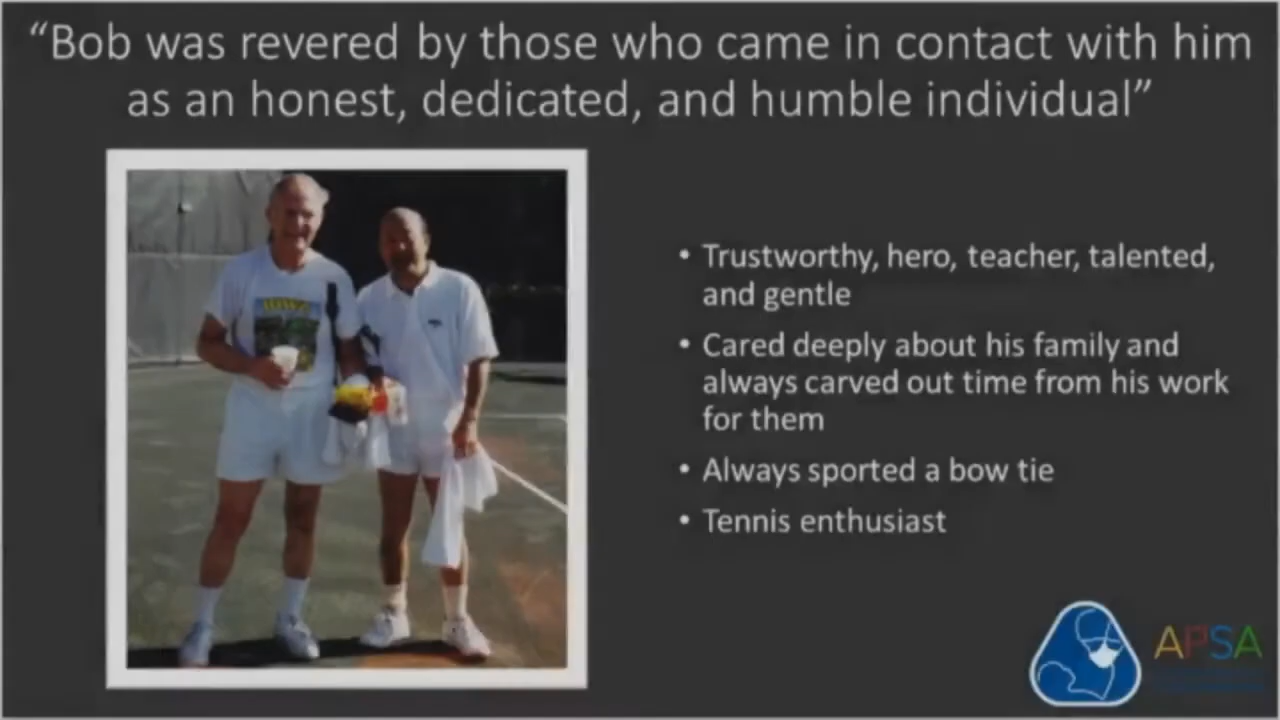 “Bob was revered by those who came in contact with him
as an honest, dedicated, and humble individual”
• Trustworthy, hero, teacher, talented,
and gentle
• Cared deeply about his family and
always carved out time from his work
for them
• Always sported a bow tie
• Tennis enthusiast
APSA